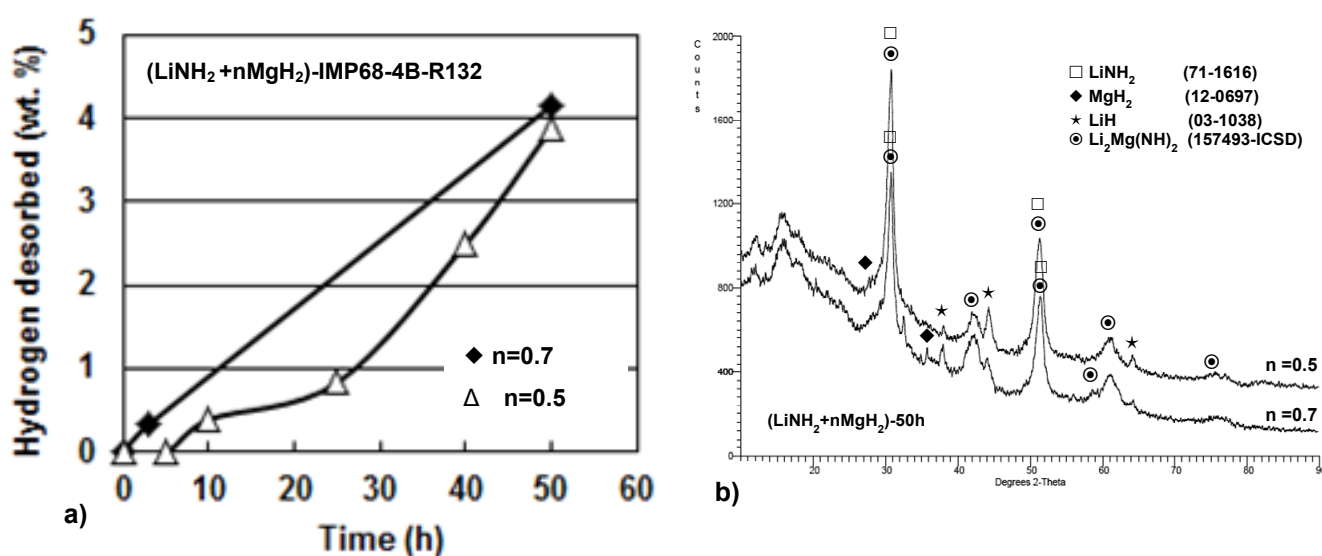 Hydrogen desorbed (wt. %)
5
4
3
2
1
0
(LiNH₂ +nMgH₂)-IMP68-4B-R132
◆ n=0.7
△ n=0.5
0 10 20 30 40 50 60
Time (h)
a)
Counts
2000
1600
1200
800
400
0
□ LiNH₂ (71-1616)
◆ MgH₂ (12-0697)
★ LiH (03-1038)
Li₂Mg(NH)₂ (157493-ICSD)
n =0.5
n =0.7
(LiNH₂+nMgH₂)-50h
20 30 40 50 60 70 80 9
Degrees 2-Theta
b)